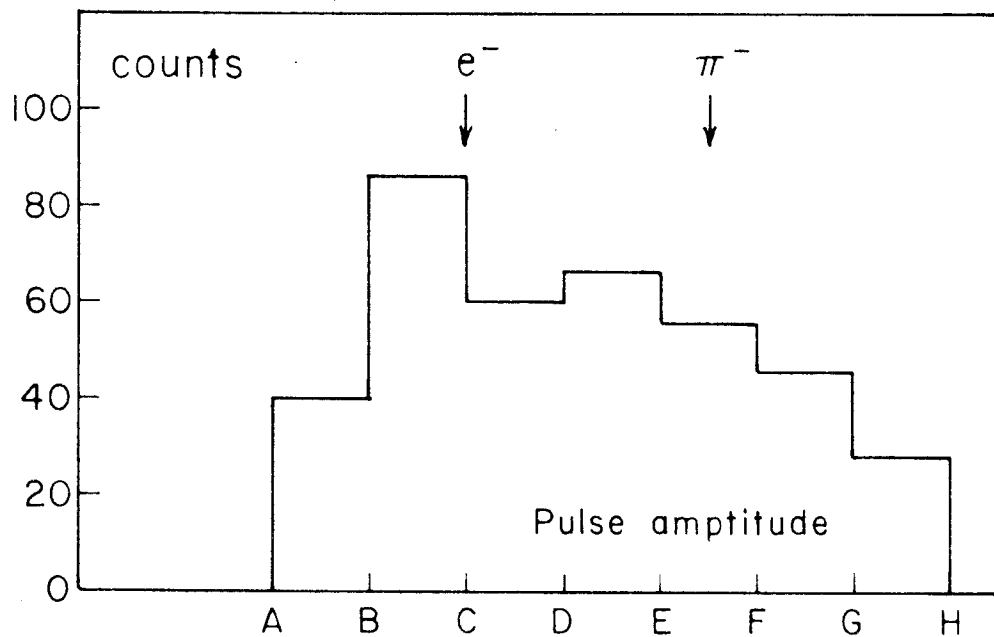 counts
e⁻
π⁻
100
80
60
40
20
0
Pulse amptitude
A B C D E F G H